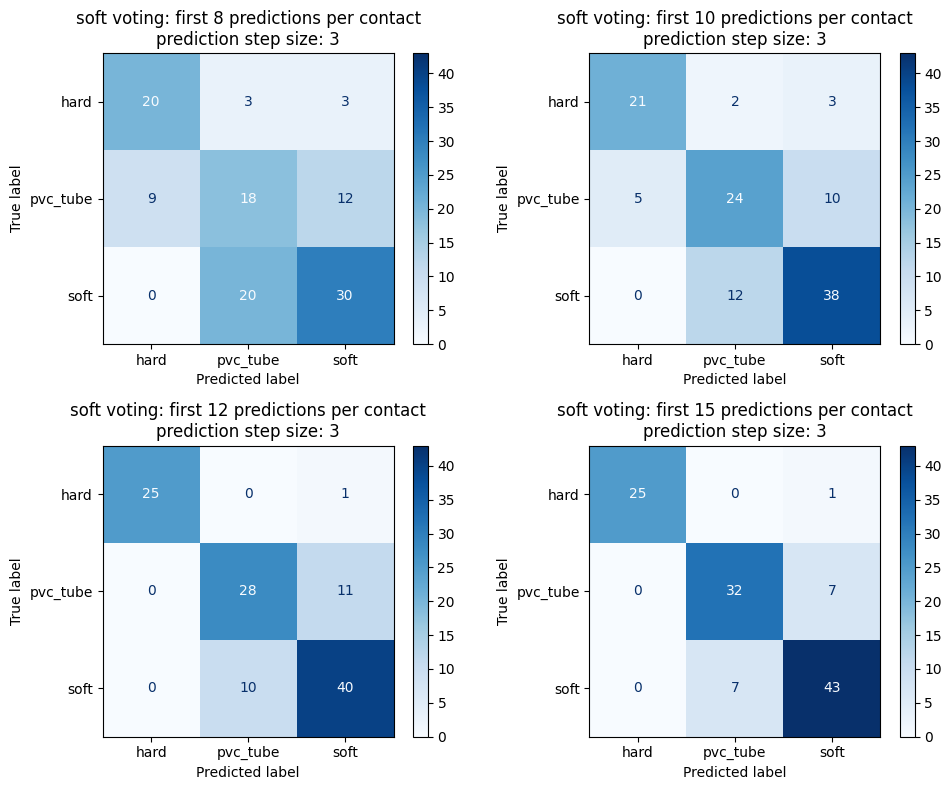 soft voting: first 8 predictions per contact
prediction step size: 3
True label
hard
pvc_tube
soft
20 3 3
9 18 12
0 20 30
hard pvc_tube soft
Predicted label
40
35
30
25
20
15
10
5
0
soft voting: first 10 predictions per contact
prediction step size: 3
True label
hard
pvc_tube
soft
21 2 3
5 24 10
0 12 38
hard pvc_tube soft
Predicted label
40
35
30
25
20
15
10
5
0
soft voting: first 12 predictions per contact
prediction step size: 3
True label
hard
pvc_tube
soft
25 0 1
0 28 11
0 10 40
hard pvc_tube soft
Predicted label
40
35
30
25
20
15
10
5
0
soft voting: first 15 predictions per contact
prediction step size: 3
True label
hard
pvc_tube
soft
25 0 1
0 32 7
0 7 43
hard pvc_tube soft
Predicted label
40
35
30
25
20
15
10
5
0